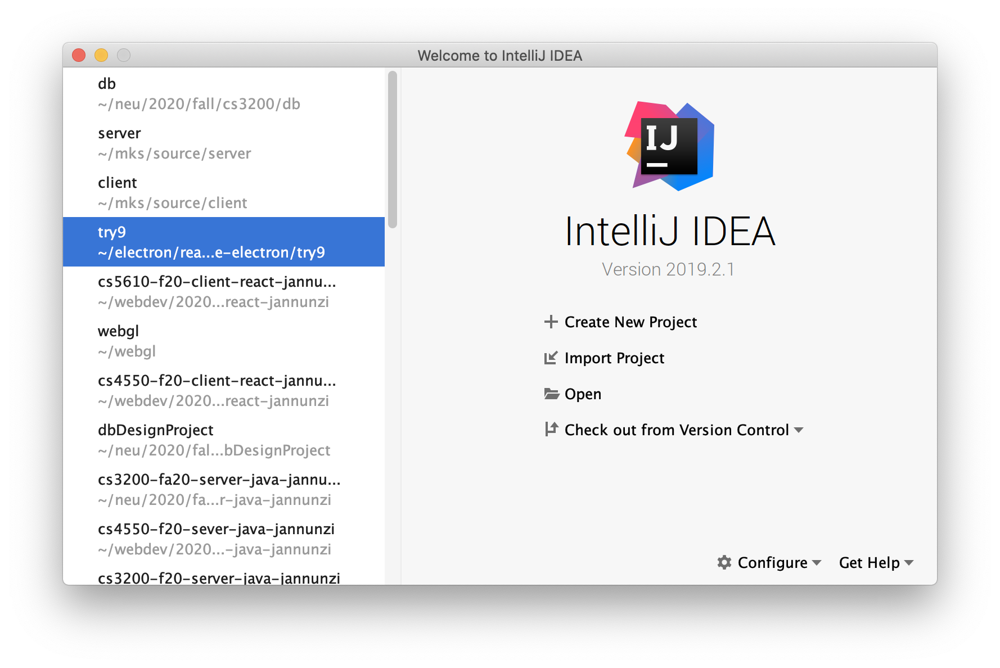 Welcome to IntelliJ IDEA
db
~/neu/2020/fall/cs3200/db
server
~/mks/source/server
client
~/mks/source/client
try9
~/electron/rea...e-electron/try9
cs5610-f20-client-react-jannu...
~/webdev/2020...react-jannunzi
webgl
~/webgl
cs4550-f20-client-react-jannu...
~/webdev/2020...react-jannunzi
dbDesignProject
~/neu/2020/fal...bDesignProject
cs3200-fa20-server-java-jannu...
~/neu/2020/fa...r-java-jannunzi
cs4550-f20-sever-java-jannunzi
~/webdev/2020...-java-jannunzi
cs3200-f20-server-java-jannunzi
IJ
IntelliJ IDEA
Version 2019.2.1
Create New Project
Import Project
Open
Check out from Version Control
Configure
Get Help